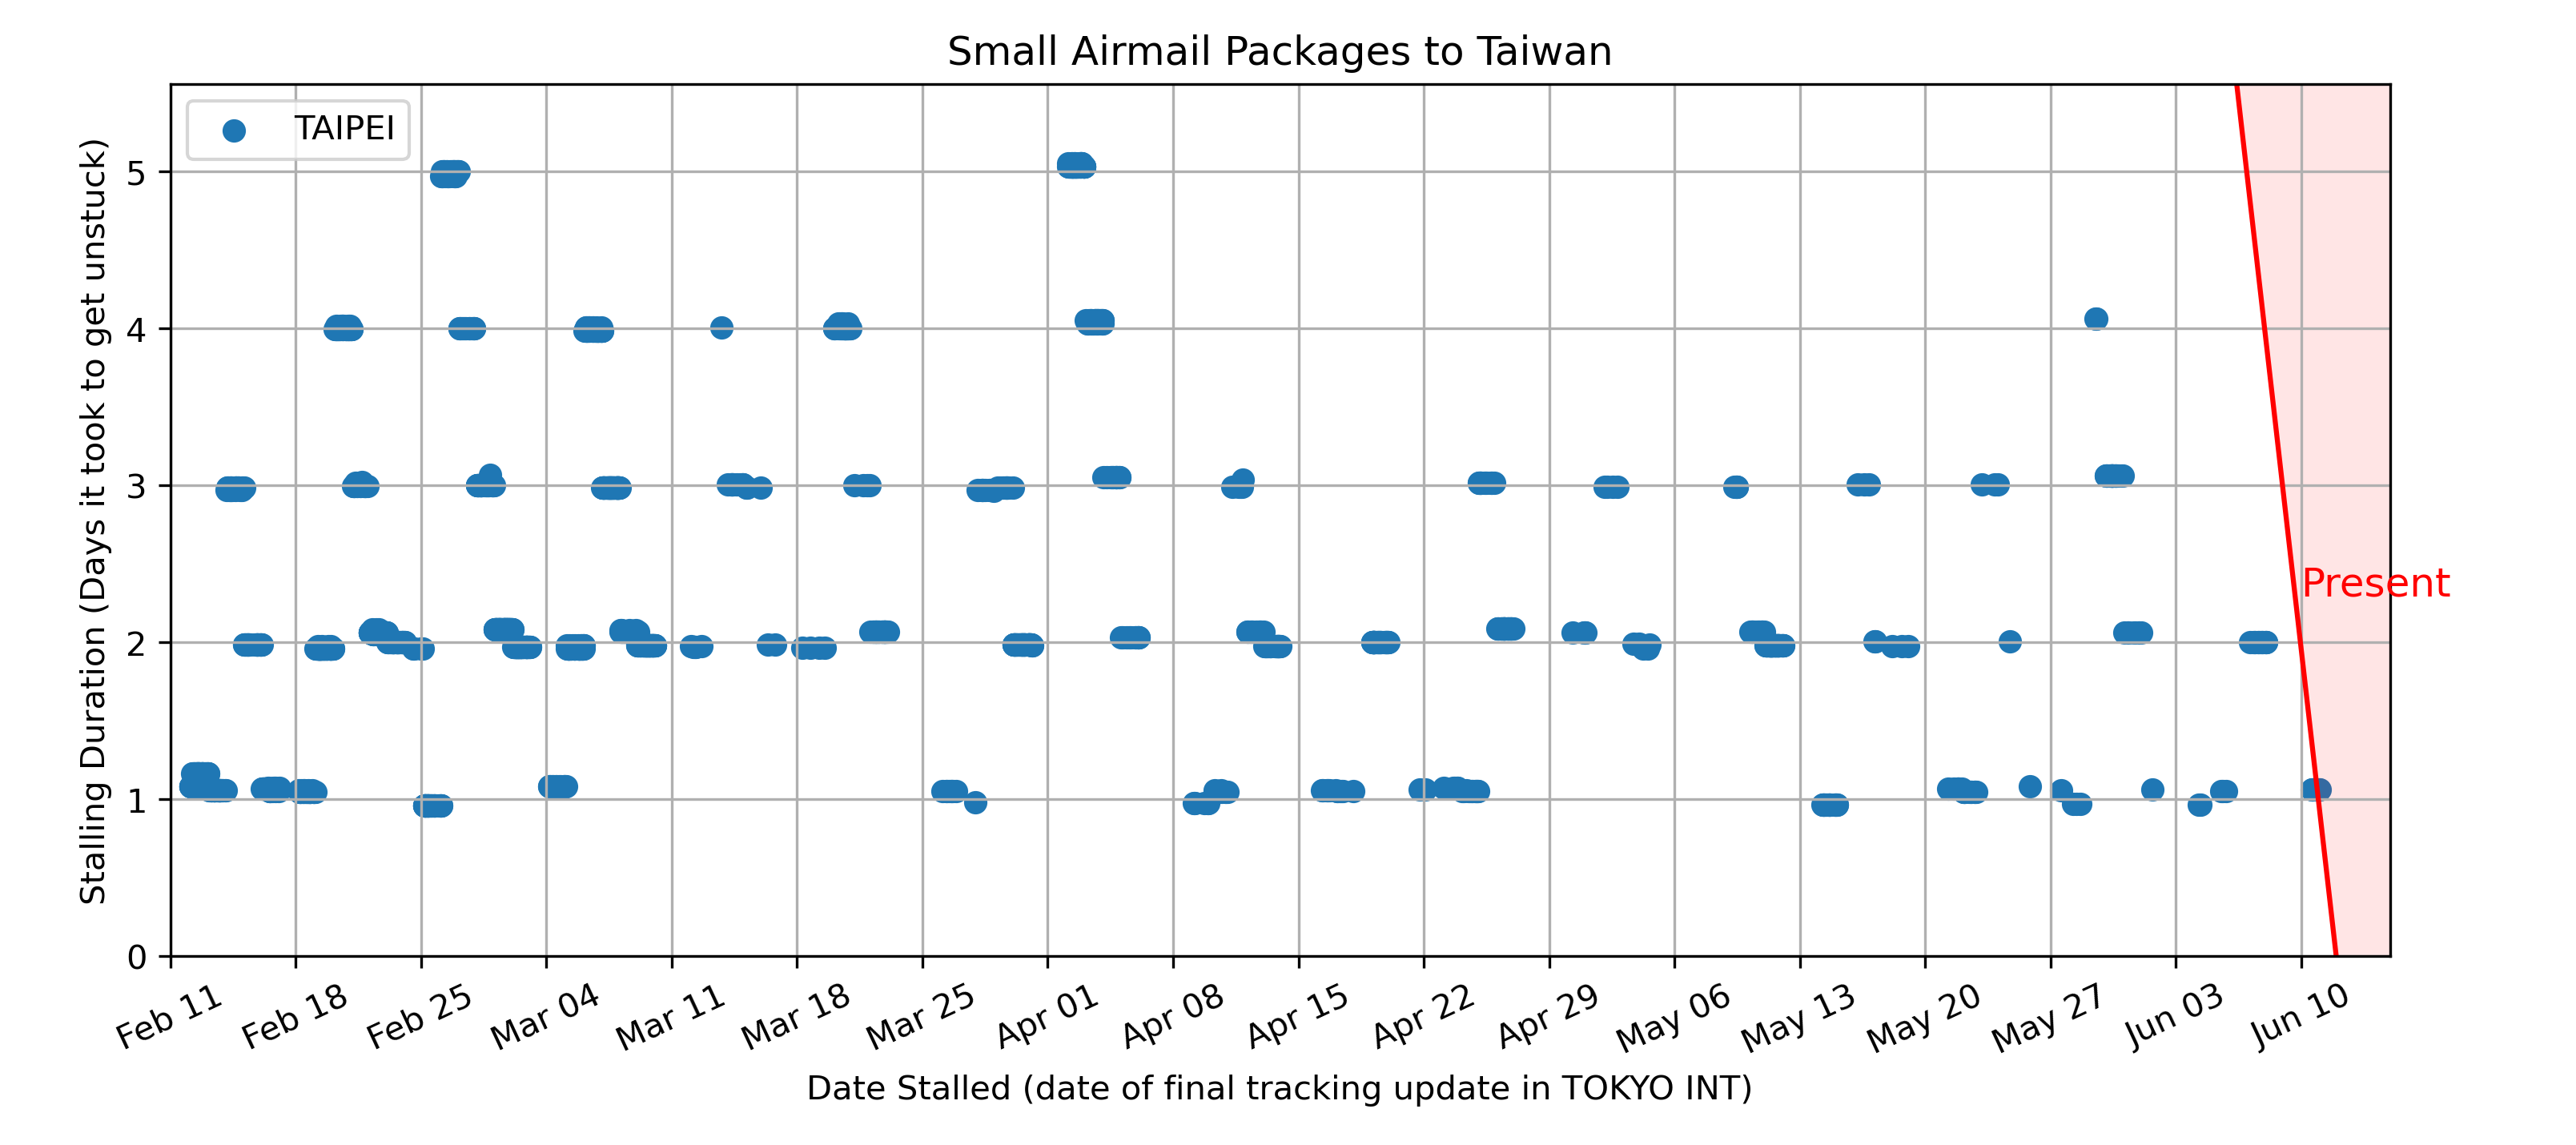 Small Airmail Packages to Taiwan
TAIPEI
Stalling Duration (Days it took to get unstuck)
5
4
3
2
1
0
Present
Feb 11
Feb 18
Feb 25
Mar 04
Mar 11
Mar 18
Mar 25
Apr 01
Apr 08
Apr 15
Apr 22
Apr 29
May 06
May 13
May 20
May 27
Jun 03
Jun 10
Date Stalled (date of final tracking update in TOKYO INT)